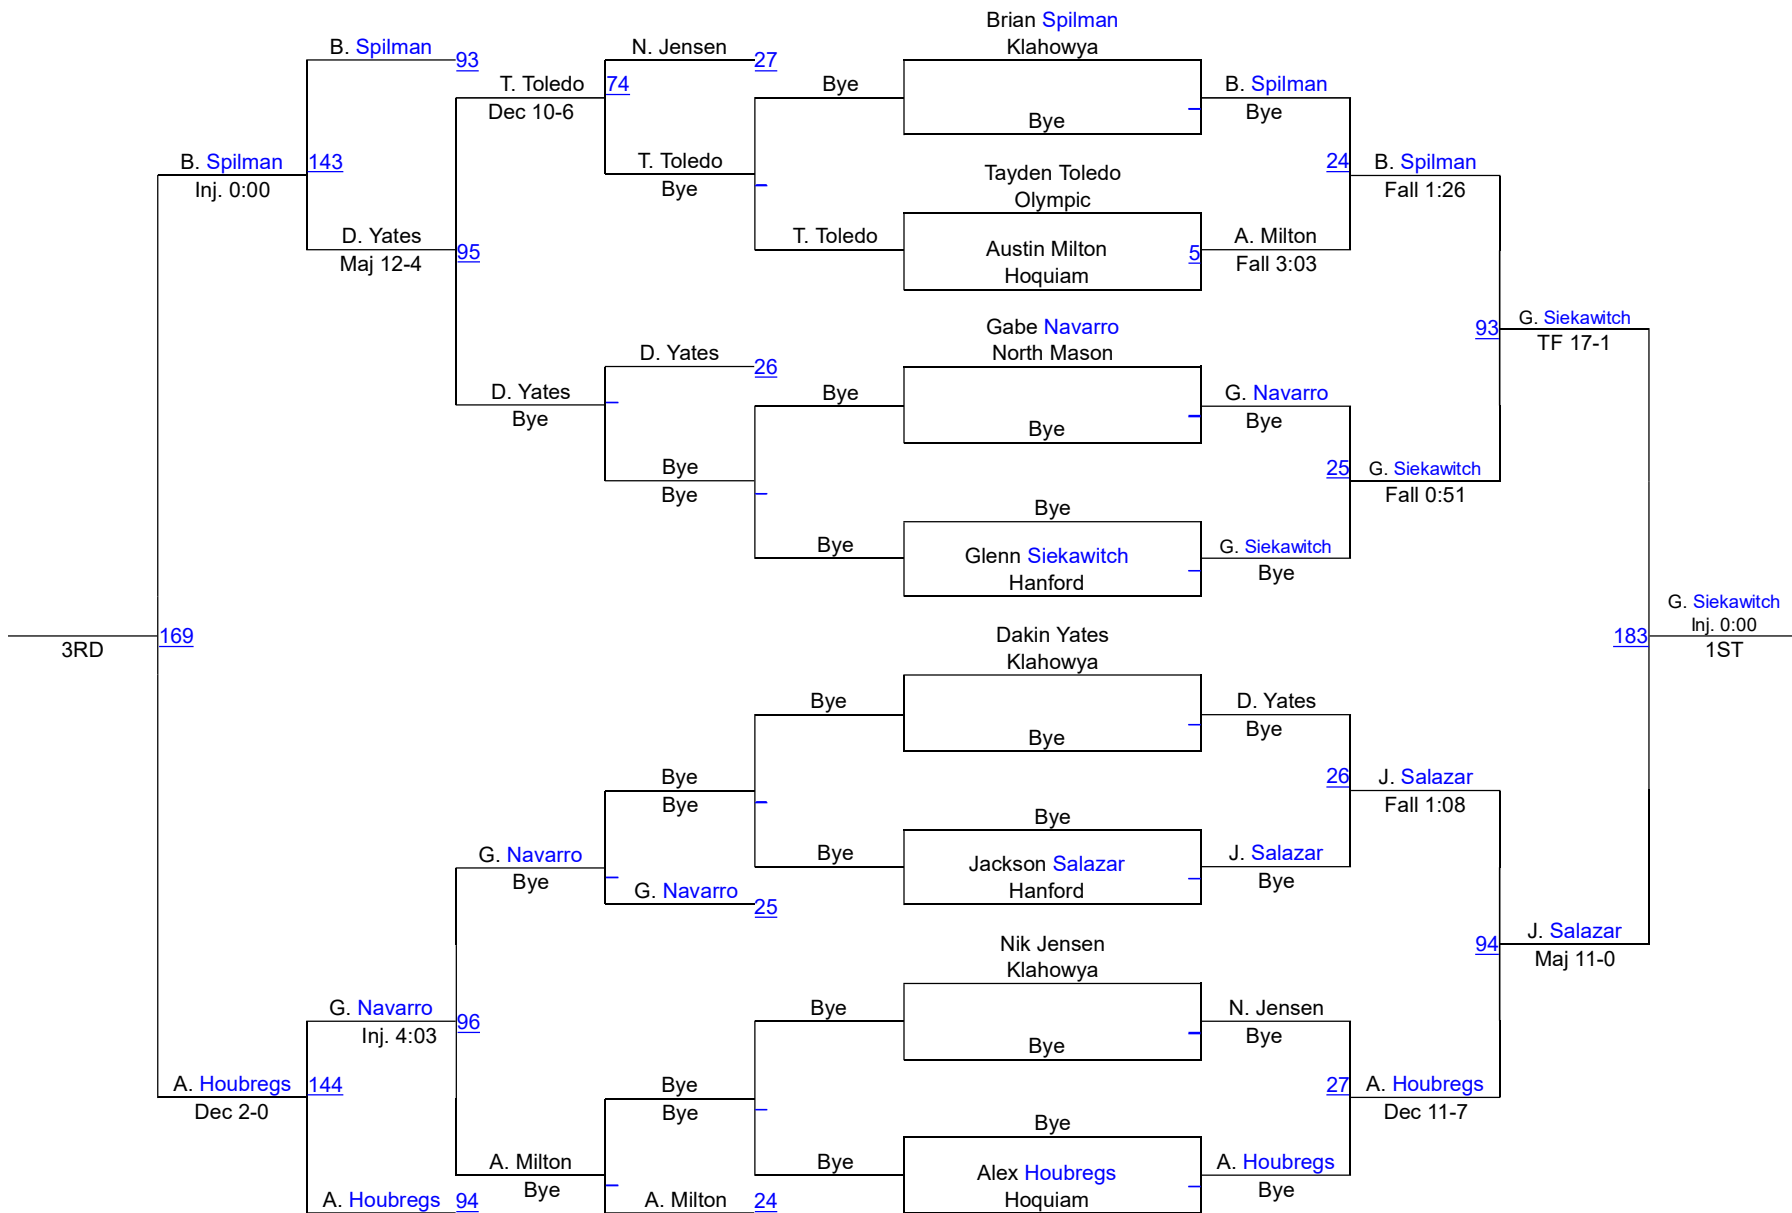 Brian Spilman
Klahowya
B. Spilman
93
N. Jensen
27
T. Toledo
74
Dec 10-6
Bye
B. Spilman
Bye
Bye
B. Spilman
143
Inj. 0:00
T. Toledo
Bye
Tayden Toledo
Olympic
24
B. Spilman
Fall 1:26
D. Yates
Maj 12-4
95
T. Toledo
Austin Milton
Hoquiam
5
A. Milton
Fall 3:03
Gabe Navarro
North Mason
93
G. Siekawitch
TF 17-1
D. Yates
26
D. Yates
Bye
Bye
G. Navarro
Bye
Bye
Bye
Bye
25
G. Siekawitch
Fall 0:51
Bye
Bye
Glenn Siekawitch
Hanford
G. Siekawitch
Bye
3RD
169
183
G. Siekawitch
Inj. 0:00
1ST
Dakin Yates
Klahowya
Bye
D. Yates
Bye
Bye
Bye
Bye
26
J. Salazar
Fall 1:08
Bye
G. Navarro
Bye
Bye
Jackson Salazar
Hanford
J. Salazar
Bye
G. Navarro
25
Nik Jensen
Klahowya
94
J. Salazar
Maj 11-0
G. Navarro
Inj. 4:03
96
Bye
N. Jensen
Bye
Bye
A. Houbregs
144
Dec 2-0
Bye
Bye
27
A. Houbregs
Dec 11-7
Bye
A. Milton
Bye
Bye
Alex Houbregs
Hoquiam
A. Houbregs
Bye
A. Houbregs
94
A. Milton
24